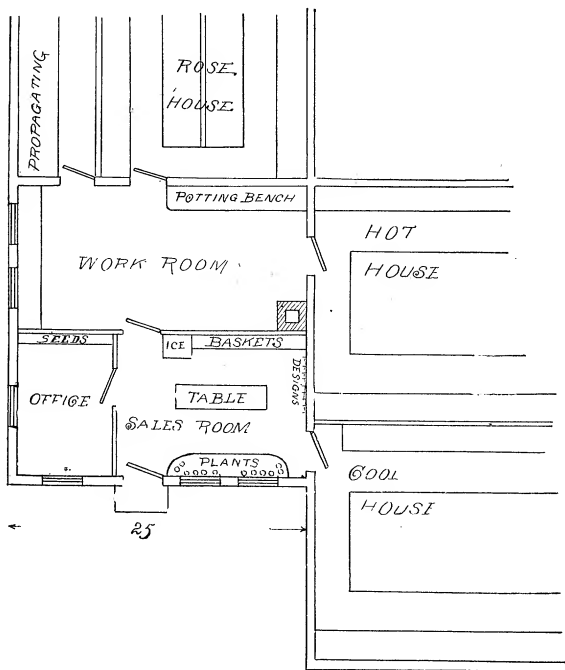 PROPAGATING
ROSE
HOUSE
POTTING BENCH
HOT
HOUSE
WORK ROOM
SEEDS
ICE
BASKETS
DESIGNS
OFFICE
TABLE
SALES ROOM
PLANTS
COOL
HOUSE
25